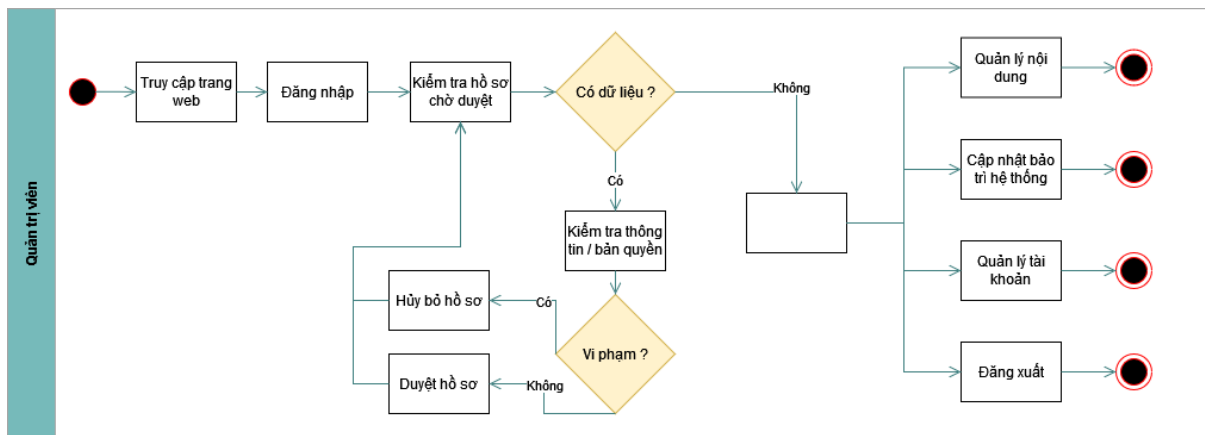 Quản trị viên
Truy cập trang
web
Đăng nhập
Kiểm tra hồ sơ
chờ duyệt
Có dữ liệu ?
Không
Có
Kiểm tra thông
tin / bản quyền
Vi phạm ?
Có
Hủy bỏ hồ sơ
Không
Duyệt hồ sơ
Quản lý nội
dung
Cập nhật bảo
trì hệ thống
Quản lý tài
khoản
Đăng xuất